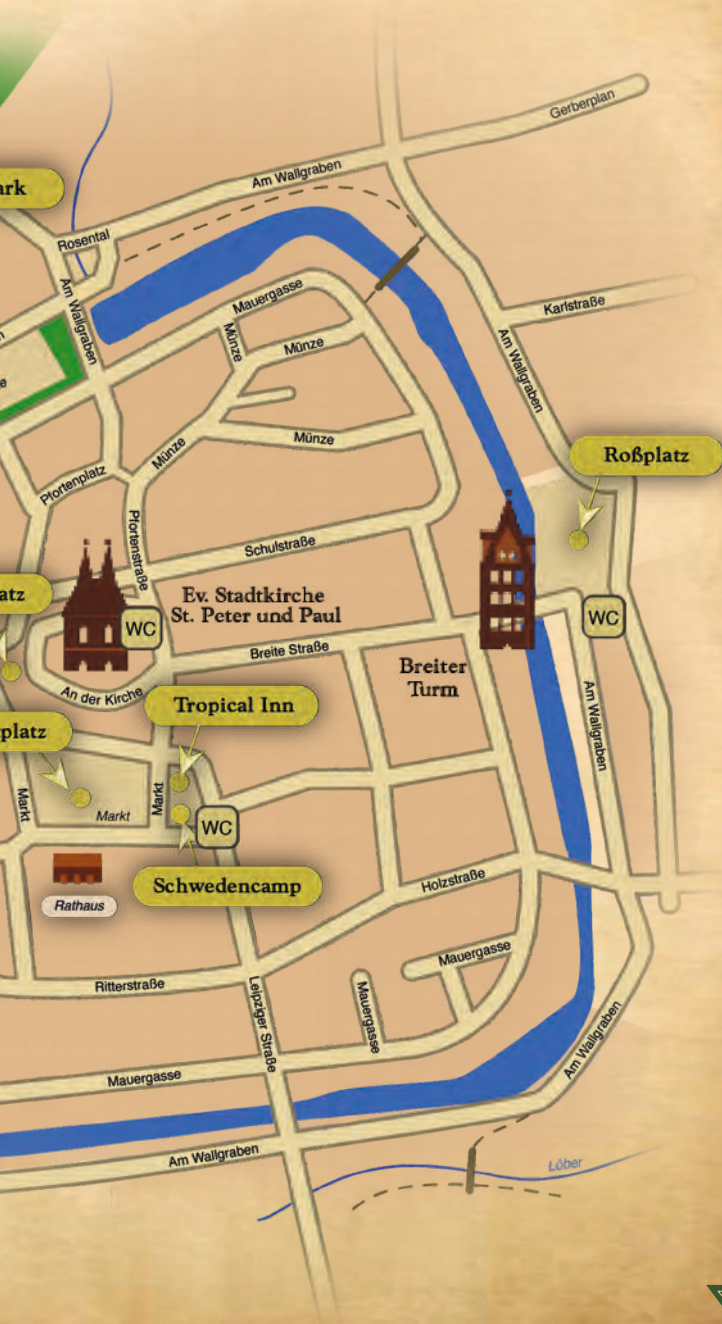 Gerberplan
Am Wallgraben
ark
Rosental
Am Wallgraben
Mauergasse
Karlstraße
Münze
Münze
Am Wallgraben
Münze
Münze
Roßplatz
Pfortenplatz
Pfortenstraße
Schulstraße
atz
Ev. Stadtkirche
St. Peter und Paul
WC
WC
Breite Straße
Breiter
Turm
An der Kirche
Tropical Inn
Am Wallgraben
platz
Markt
Markt
Markt
WC
Schwedencamp
Holzstraße
Rathaus
Mauergasse
Ritterstraße
Leipziger Straße
Mauergasse
Am Wallgraben
Mauergasse
Am Wallgraben
Löber